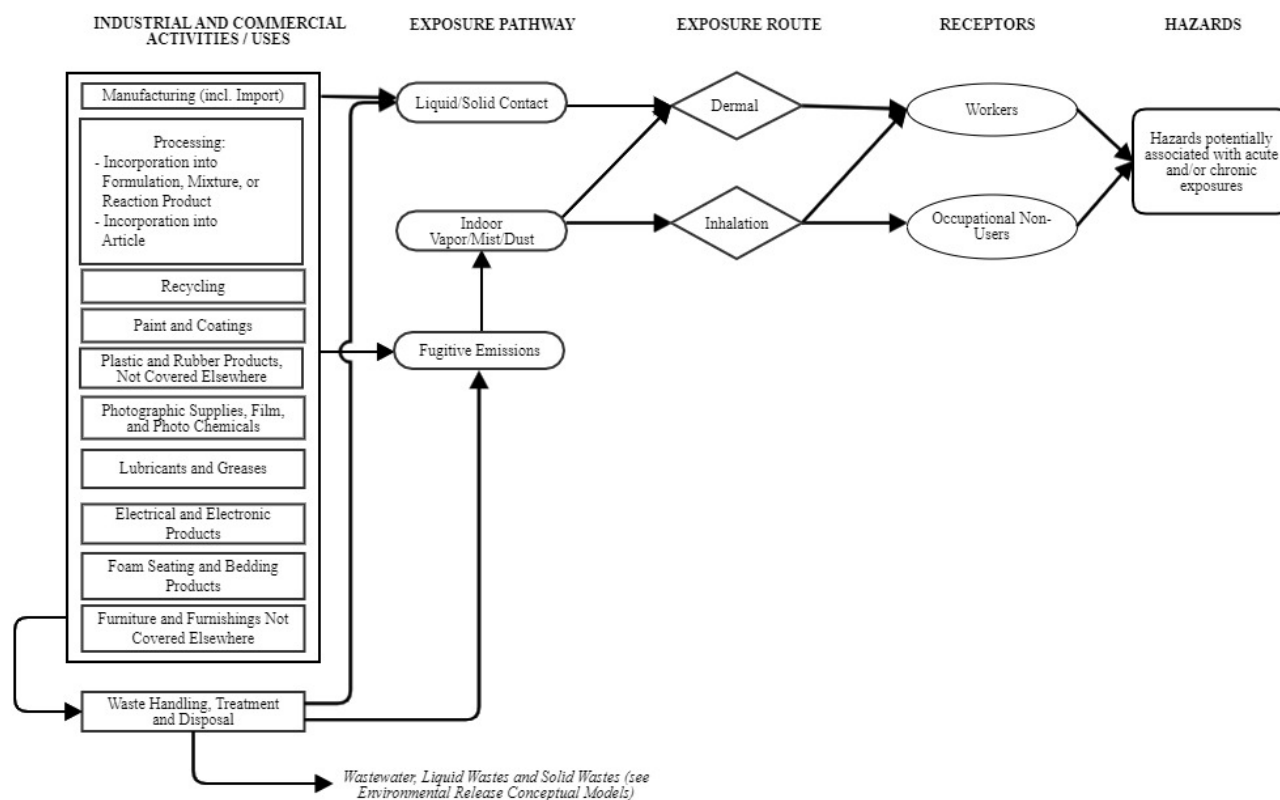 INDUSTRIAL AND COMMERCIAL
ACTIVITIES / USES
EXPOSURE PATHWAY
EXPOSURE ROUTE
RECEPTORS
HAZARDS
Manufacturing (incl. Import)
Processing:
- Incorporation into
Formulation, Mixture, or
Reaction Product
- Incorporation into
Article
Recycling
Paint and Coatings
Plastic and Rubber Products,
Not Covered Elsewhere
Photographic Supplies, Film,
and Photo Chemicals
Lubricants and Greases
Electrical and Electronic
Products
Foam Seating and Bedding
Products
Furniture and Furnishings Not
Covered Elsewhere
Waste Handling, Treatment
and Disposal
Liquid/Solid Contact
Indoor
Vapor/Mist/Dust
Fugitive Emissions
Dermal
Inhalation
Workers
Occupational Non-
Users
Hazards potentially
associated with acute
and/or chronic
exposures
Wastewater, Liquid Wastes and Solid Wastes (see
Environmental Release Conceptual Models)